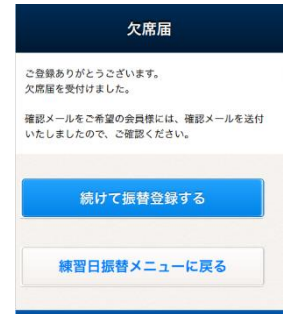 欠席届
ご登録ありがとうございます。
欠席届を受付けました。
確認メールをご希望の会員様には、確認メールを送付
いたしましたので、ご確認ください。
続けて振替登録する
練習日振替メニューに戻る